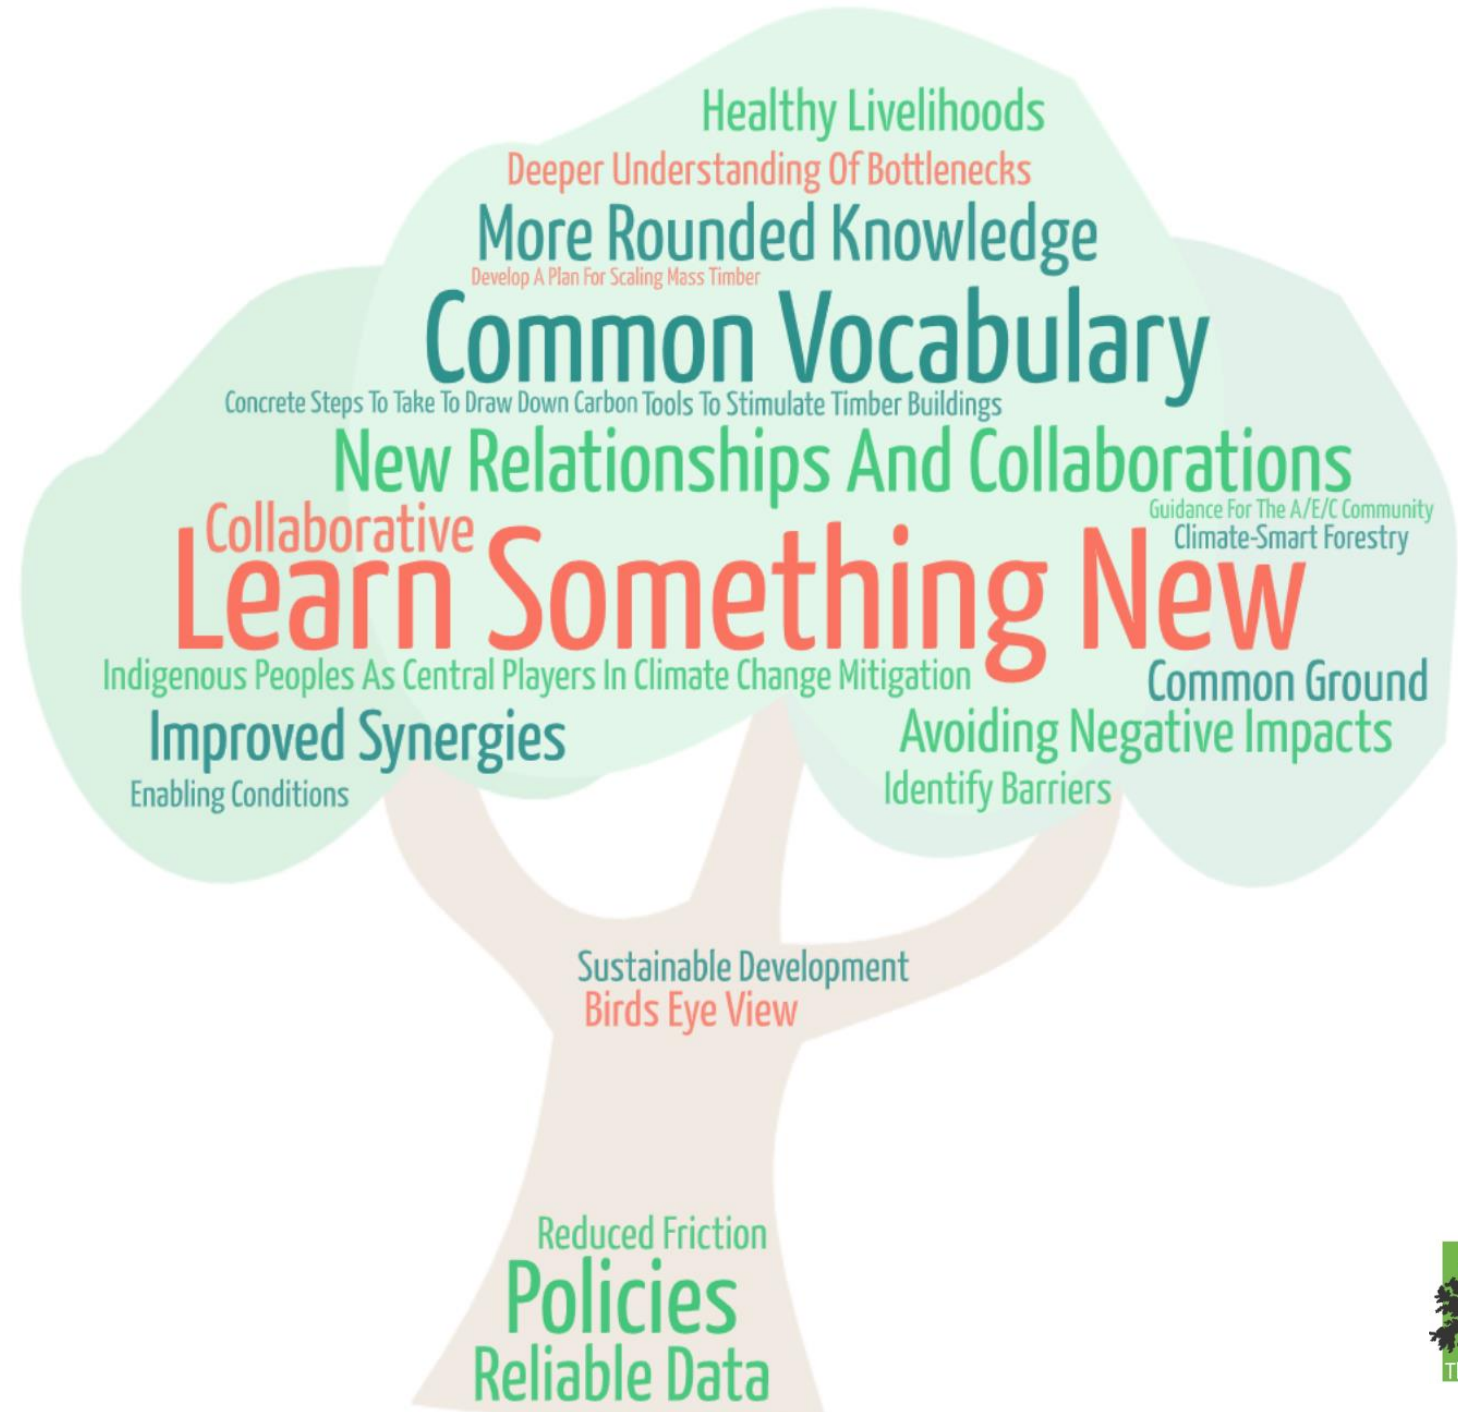 Healthy Livelihoods
Deeper Understanding Of Bottlenecks
More Rounded Knowledge
Develop A Plan For Scaling Mass Timber
Common Vocabulary
Concrete Steps To Take To Draw Down Carbon
Tools To Stimulate Timber Buildings
New Relationships And Collaborations
Guidance For The A/E/C Community
Collaborative
Climate-Smart Forestry
Learn Something New
Indigenous Peoples As Central Players In Climate Change Mitigation
Common Ground
Improved Synergies
Avoiding Negative Impacts
Enabling Conditions
Identify Barriers
Sustainable Development
Birds Eye View
Reduced Friction
Policies
Reliable Data